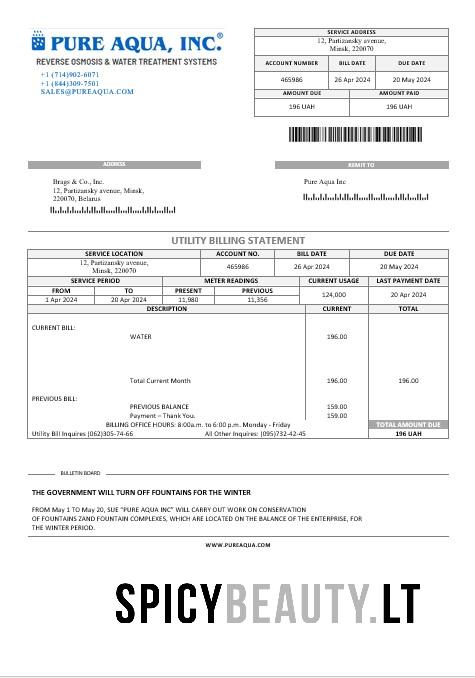 PURE AQUA, INC.®
REVERSE OSMOSIS & WATER TREATMENT SYSTEMS
+1 (714)902-6071
+1 (844)309-7501
SALES@PUREAQUA.COM
SERVICE ADDRESS
12, Partizansky avenue,
Minsk, 220070
ACCOUNT NUMBER BILL DATE DUE DATE
465986 26 Apr 2024 20 May 2024
AMOUNT DUE AMOUNT PAID
196 UAH 196 UAH
ADDRESS REMIT TO
Brags & Co., Inc.
12, Partizansky avenue, Minsk,
220070, Belarus
Pure Aqua Inc
UTILITY BILLING STATEMENT
SERVICE LOCATION ACCOUNT NO. BILL DATE DUE DATE
12, Partizansky avenue,
Minsk, 220070
465986 26 Apr 2024 20 May 2024
SERVICE PERIOD METER READINGS CURRENT USAGE LAST PAYMENT DATE
FROM TO PRESENT PREVIOUS
124,000 20 Apr 2024
1 Apr 2024 20 Apr 2024 11,980 11,356
DESCRIPTION CURRENT TOTAL
CURRENT BILL:
WATER 196.00
Total Current Month 196.00 196.00
PREVIOUS BILL:
PREVIOUS BALANCE 159.00
Payment – Thank You. 159.00
BILLING OFFICE HOURS: 8:00a.m. to 6:00 p.m. Monday - Friday TOTAL AMOUNT DUE
Utility Bill Inquires (062)305-74-66 All Other Inquires: (095)732-42-45 196 UAH
BULLETIN BOARD
THE GOVERNMENT WILL TURN OFF FOUNTAINS FOR THE WINTER
FROM May 1 To May 20, SUE "PURE AQUA INC" WILL CARRY OUT WORK ON CONSERVATION
OF FOUNTAINS ZAND FOUNTAIN COMPLEXES, WHICH ARE LOCATED ON THE BALANCE OF THE ENTERPRISE, FOR
THE WINTER PERIOD.
WWW.PUREAQUA.COM
SPICYBEAUTY.LT